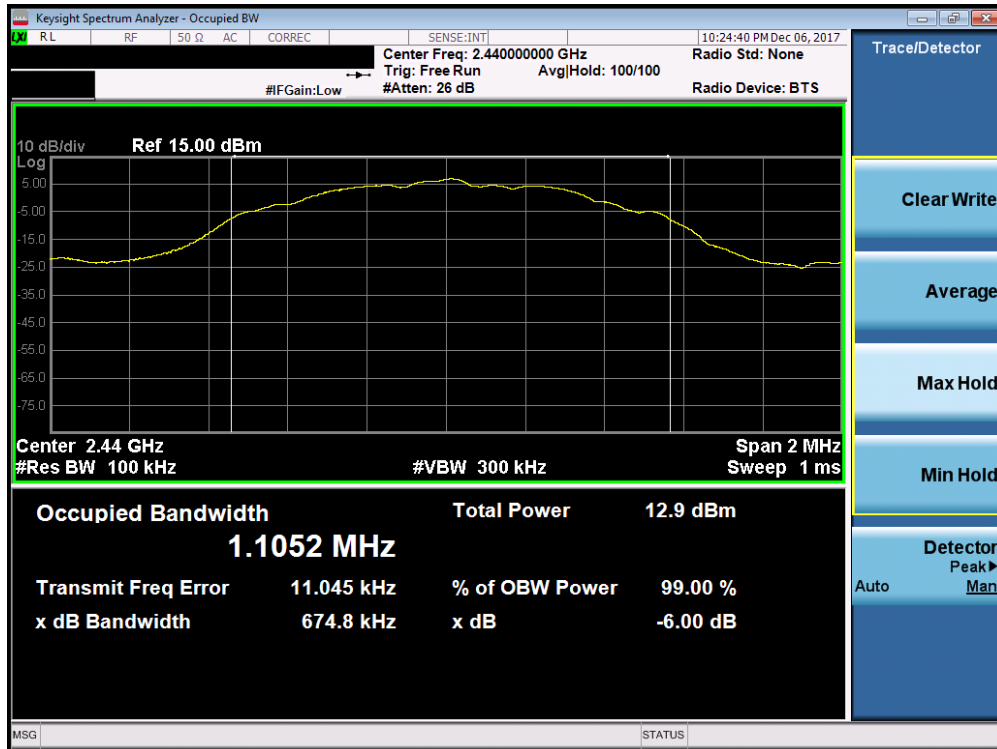 Keysight Spectrum Analyzer - Occupied BW
LXI RL RF 50 Ω AC CORREC SENSE:INT 10:24:40 PM Dec 06, 2017
Center Freq: 2.440000000 GHz Radio Std: None
Trig: Free Run Avg|Hold: 100/100
#IFGain:Low #Atten: 26 dB Radio Device: BTS
10 dB/div Ref 15.00 dBm
Log
5.00
-5.00
-15.0
-25.0
-35.0
-45.0
-55.0
-65.0
-75.0
Center 2.44 GHz Span 2 MHz
#Res BW 100 kHz #VBW 300 kHz Sweep 1 ms
Occupied Bandwidth Total Power 12.9 dBm
1.1052 MHz
Transmit Freq Error 11.045 kHz % of OBW Power 99.00 %
x dB Bandwidth 674.8 kHz x dB -6.00 dB
MSG STATUS
Trace/Detector
Clear Write
Average
Max Hold
Min Hold
Detector
Peak▶
Auto Man